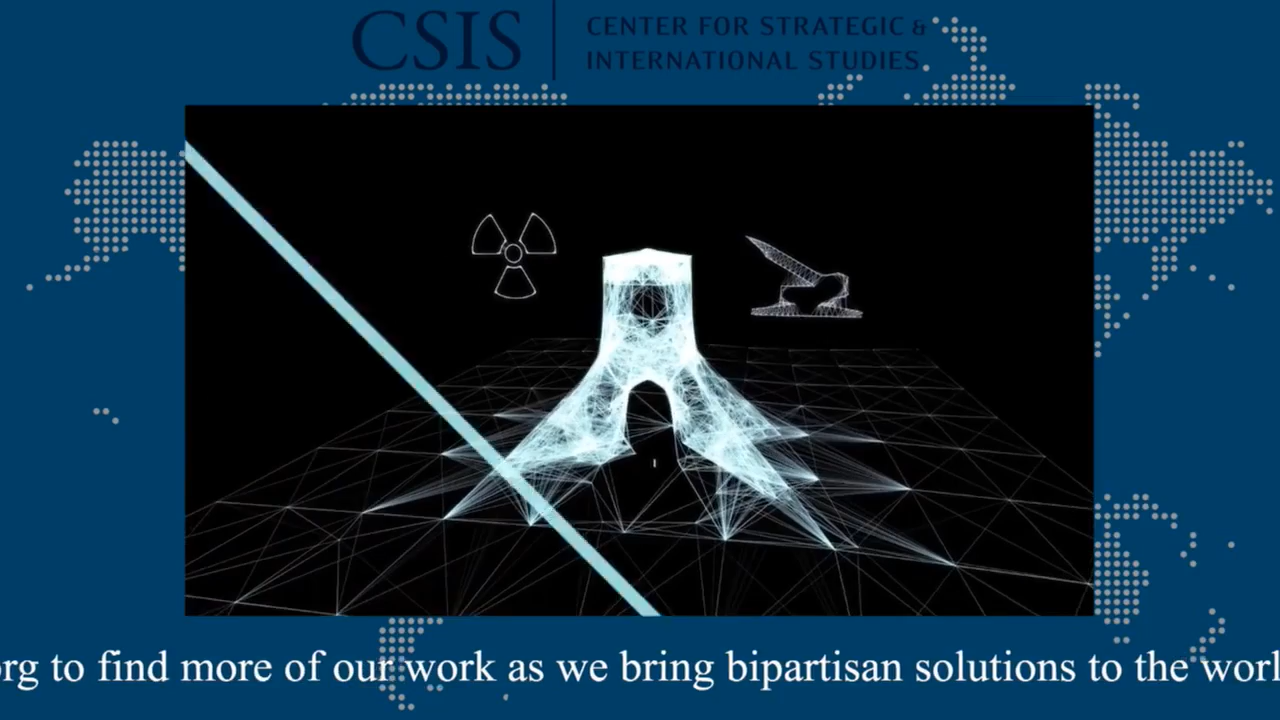 CSIS
CENTER FOR STRATEGIC &
INTERNATIONAL STUDIES
org to find more of our work as we bring bipartisan solutions to the